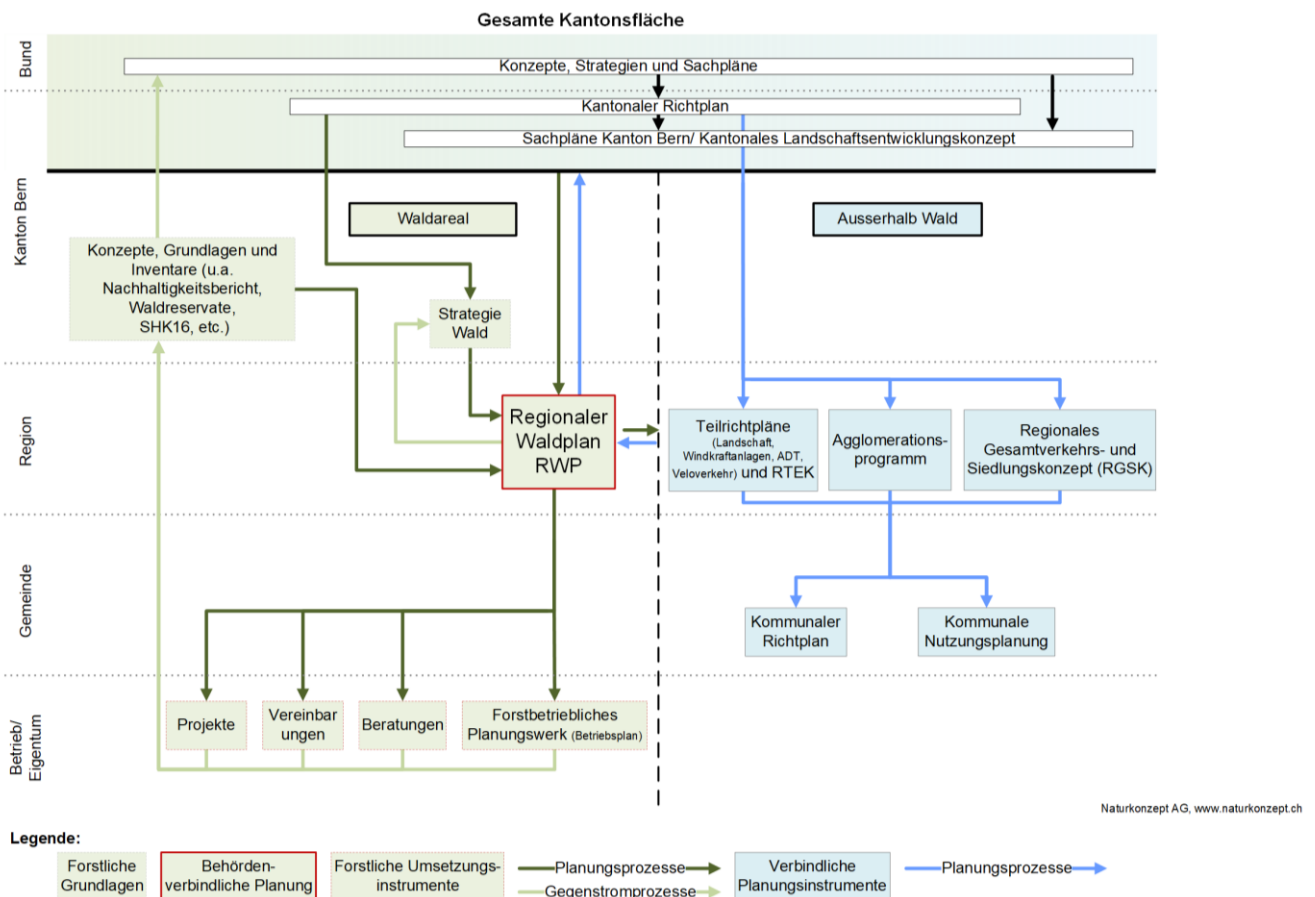 Gesamte Kantonsfläche
Bund
Konzepte, Strategien und Sachpläne
Kantonaler Richtplan
Sachpläne Kanton Bern/ Kantonales Landschaftsentwicklungskonzept
Kanton Bern
Waldareal
Ausserhalb Wald
Konzepte, Grundlagen und
Inventare (u.a.
Nachhaltigkeitsbericht,
Waldreservate,
SHK16, etc.)
Strategie
Wald
Region
Regionaler
Waldplan
RWP
Teilrichtpläne
(Landschaft,
Windkraftanlagen, ADT,
Veloverkehr) und RTEK
Agglomerations-
programm
Regionales
Gesamtverkehrs- und
Siedlungskonzept (RGSK)
Gemeinde
Kommunaler
Richtplan
Kommunale
Nutzungsplanung
Betrieb/
Eigentum
Projekte
Vereinbar
ungen
Beratungen
Forstbetriebliches
Planungswerk (Betriebsplan)
Naturkonzept AG, www.naturkonzept.ch
Legende:
Forstliche
Grundlagen
Behörden-
verbindliche Planung
Forstliche Umsetzungs-
instrumente
Planungsprozesse
Gegenstromprozesse
Verbindliche
Planungsinstrumente
Planungsprozesse